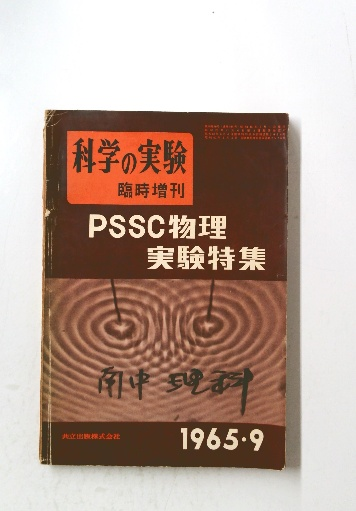 科学の実験
臨時増刊
PSSC物理
実験特集
南中 理科
共立出版株式会社
1965・9